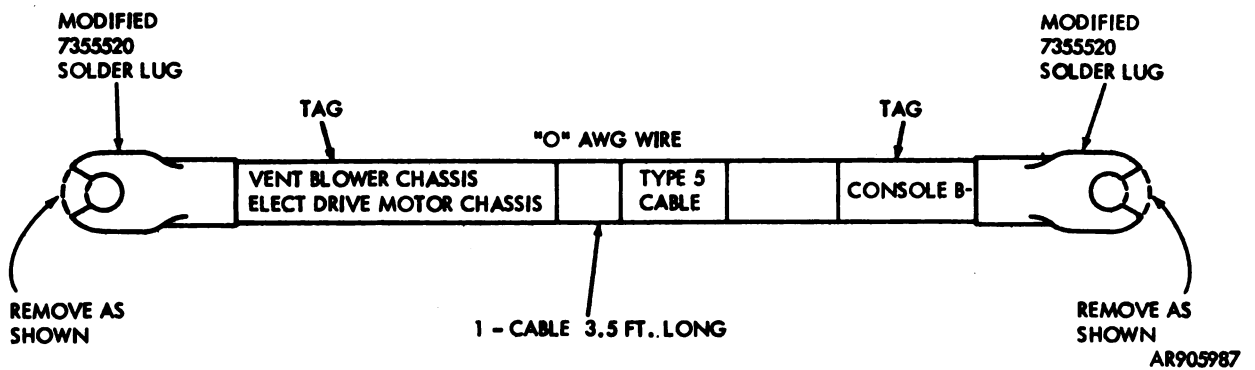 MODIFIED
7355520
SOLDER LUG
MODIFIED
7355520
SOLDER LUG
TAG
TAG
"O" AWG WIRE
VENT BLOWER CHASSIS
ELECT DRIVE MOTOR CHASSIS
TYPE 5
CABLE
CONSOLE B-
REMOVE AS
SHOWN
1 - CABLE 3.5 FT.. LONG
REMOVE AS
SHOWN
AR905987